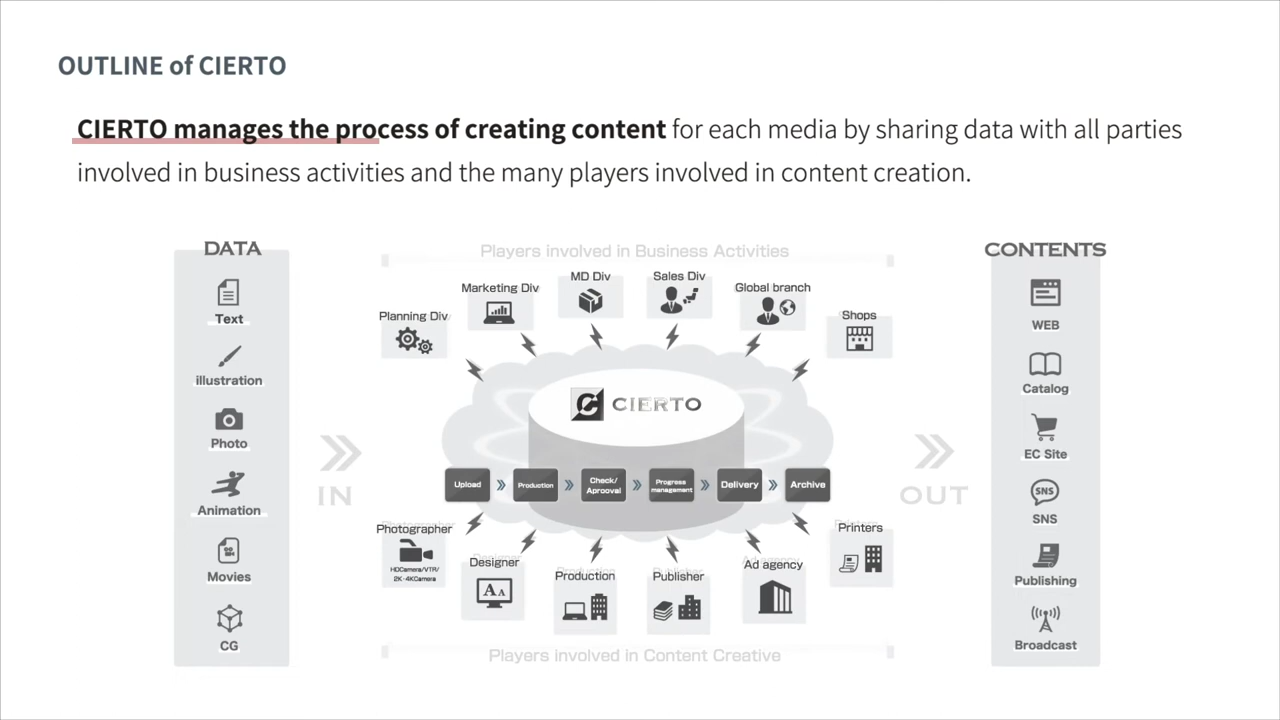 OUTLINE of CIERTO
CIERTO manages the process of creating content for each media by sharing data with all parties
involved in business activities and the many players involved in content creation.
DATA
Text
illustration
Photo
Animation
Movies
CG
IN
Players involved in Business Activities
Planning Div
Marketing Div
MD Div
Sales Div
Global branch
Shops
CIERTO
Upload
Production
Check/
Aprooval
Progress
management
Delivery
Archive
Photographer
HDCamera/VTR/
2K·4KCamera
Designer
AA
Production
Publisher
Ad agency
Printers
Players involved in Content Creative
OUT
CONTENTS
WEB
Catalog
EC Site
SNS
SNS
Publishing
Broadcast